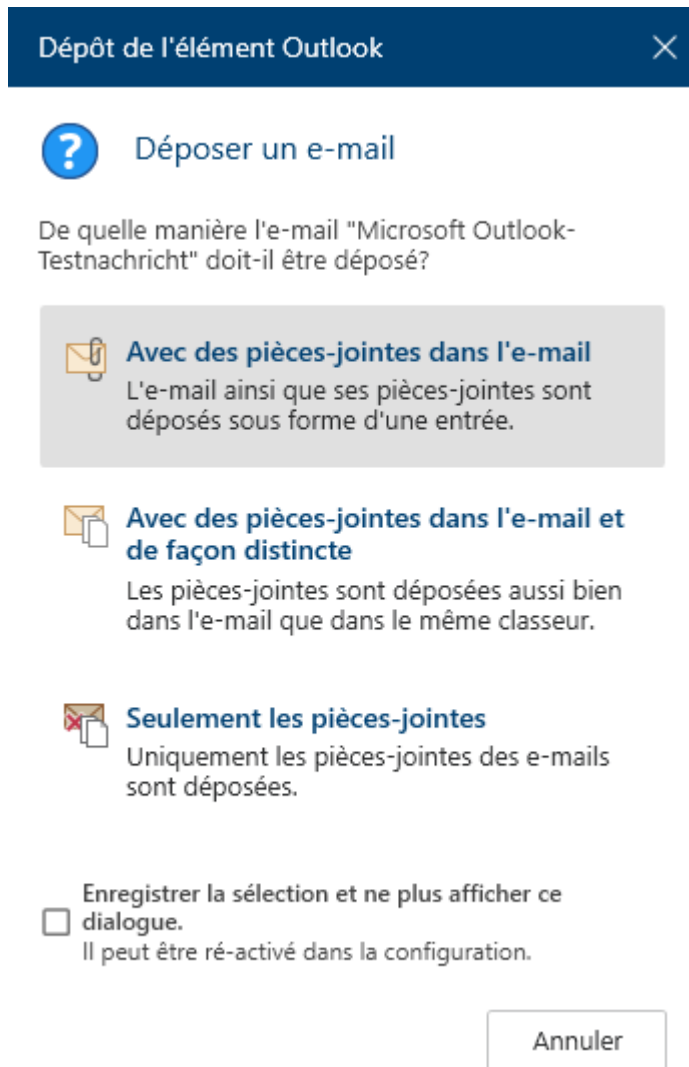 Dépôt de l'élément Outlook
Déposer un e-mail
De quelle manière l'e-mail "Microsoft Outlook-
Testnachricht" doit-il être déposé?
Avec des pièces-jointes dans l'e-mail
L'e-mail ainsi que ses pièces-jointes sont
déposés sous forme d'une entrée.
Avec des pièces-jointes dans l'e-mail et
de façon distincte
Les pièces-jointes sont déposées aussi bien
dans l'e-mail que dans le même classeur.
Seulement les pièces-jointes
Uniquement les pièces-jointes des e-mails
sont déposées.
Enregistrer la sélection et ne plus afficher ce
dialogue.
Il peut être ré-activé dans la configuration.
Annuler